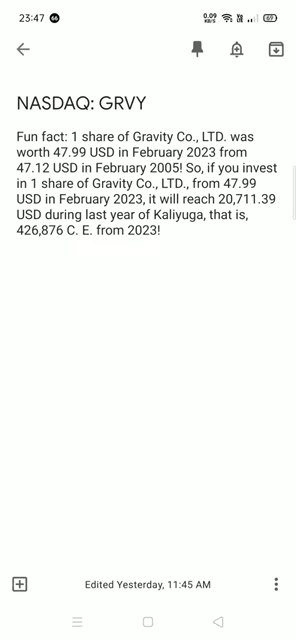 23:47 66 0.09 KB/S 67
NASDAQ: GRVY
Fun fact: 1 share of Gravity Co., LTD. was
worth 47.99 USD in February 2023 from
47.12 USD in February 2005! So, if you invest
in 1 share of Gravity Co., LTD., from 47.99
USD in February 2023, it will reach 20,711.39
USD during last year of Kaliyuga, that is,
426,876 C. E. from 2023!
Edited Yesterday, 11:45 AM